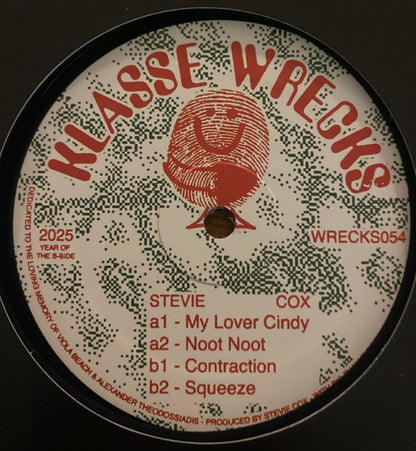 KLASSE WRECKS
2025
YEAR OF
THE B-SIDE
WRECKS054
STEVIE COX
a1 - My Lover Cindy
a2 - Noot Noot
b1 - Contraction
b2 - Squeeze
DEDICATED TO THE LOVING MEMORY OF VIOLA BEACH & ALEXANDER THEODOSSIADIS - PRODUCED BY STEVIE COX